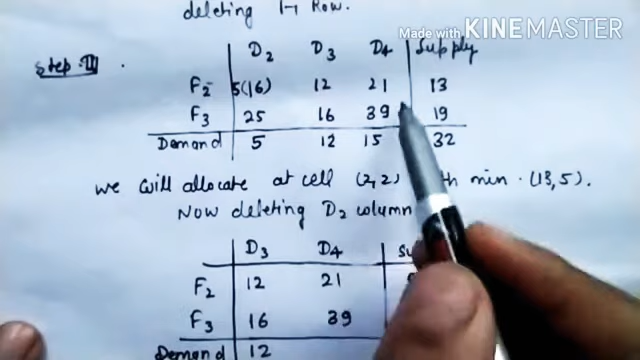 deleting 1st Row.
Made with KINEMASTER
Step-III.
D2 D3 D4 Supply
F2 5(16) 12 21 13
F3 25 16 39 19
Demand 5 12 15 32
We will allocate at cell (2,2) min. (13,5).
Now deleting D2 column
D3 D4
F2 12 21
F3 16 39
Demand 12